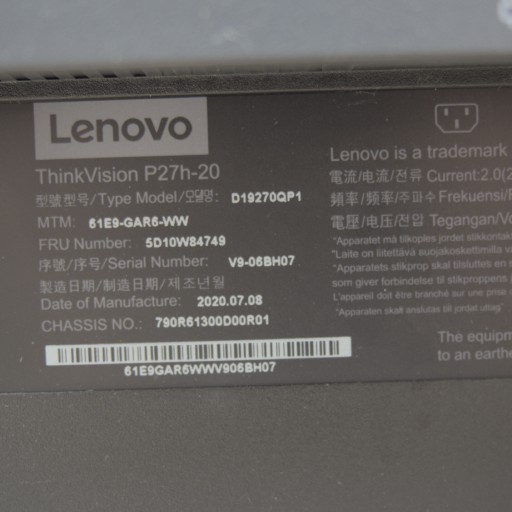 Lenovo
ThinkVision P27h-20
型號/型号/Type Model/모델명: D19270QP1
MTM: 61E9-GAR6-WW
FRU Number: 5D10W84749
序號/序号/Serial Number: V9-06BH07
製造日期/制造日期/제조년월
Date of Manufacture: 2020.07.08
CHASSIS NO.: 790R61300D00R01
61E9GAR6WWV906BH07
Lenovo is a trademark
電流/电流/전류 Current:2.0(2
頻率/频率/주파수 Frekuensi/F
電壓/电压/전압 Tegangan/Vo
"Apparatet må tilkoples jordet stikkontak
"Laite on liitettävä suojakoskettimilla va
"Apparatets stikprop skal tilsluttes en s
som giver forbindelse til stikproppens j
L'appareil doit être branché sur une prise d
"Apparaten skall anslutas till jordat uttag"
The equipm
to an earthe